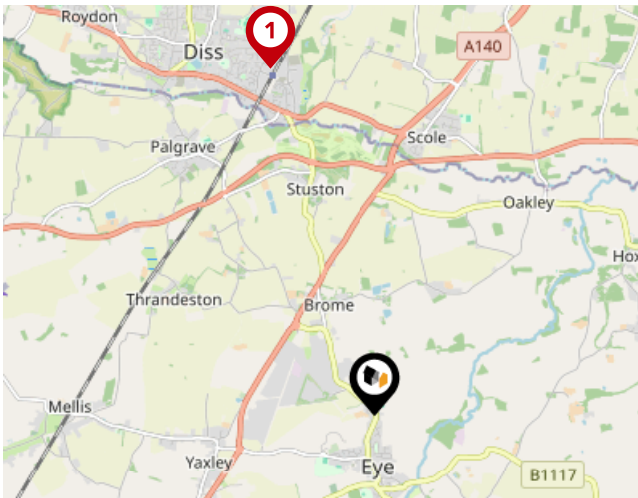 Roydon
1
Diss
A140
Scole
Palgrave
Stuston
Oakley
Hox
Thrandeston
Brome
Mellis
Yaxley
Eye
B1117